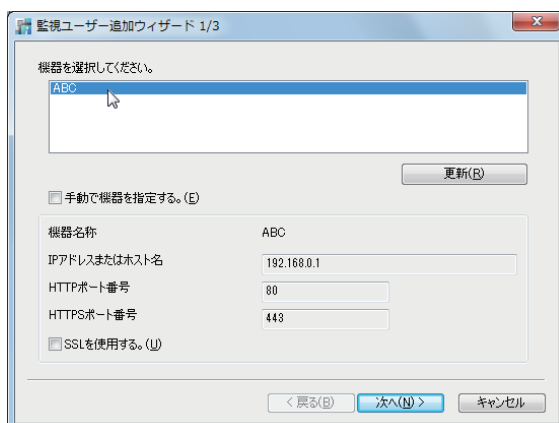 監視ユーザー追加ウィザード 1/3
機器を選択してください。
ABC
更新(R)
手動で機器を指定する。(E)
機器名称 ABC
IPアドレスまたはホスト名 192.168.0.1
HTTPポート番号 80
HTTPSポート番号 443
SSLを使用する。(U)
< 戻る(B) 次へ(N) > キャンセル